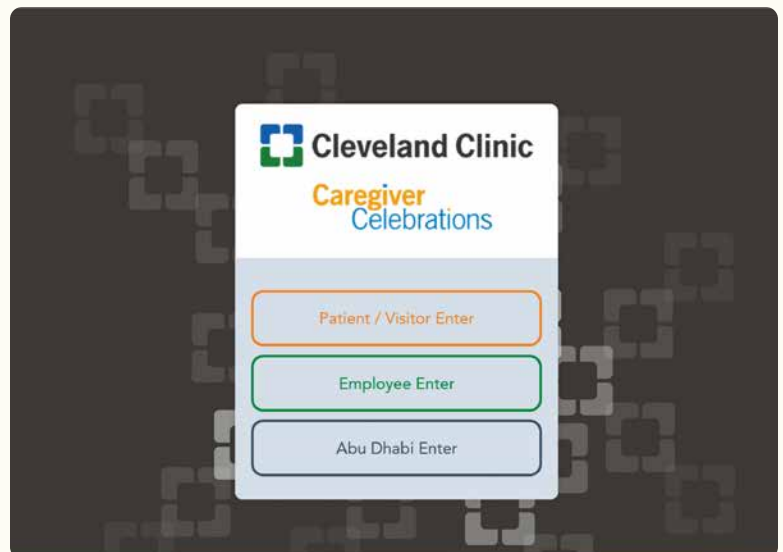 Cleveland Clinic
Caregiver
Celebrations
Patient / Visitor Enter
Employee Enter
Abu Dhabi Enter